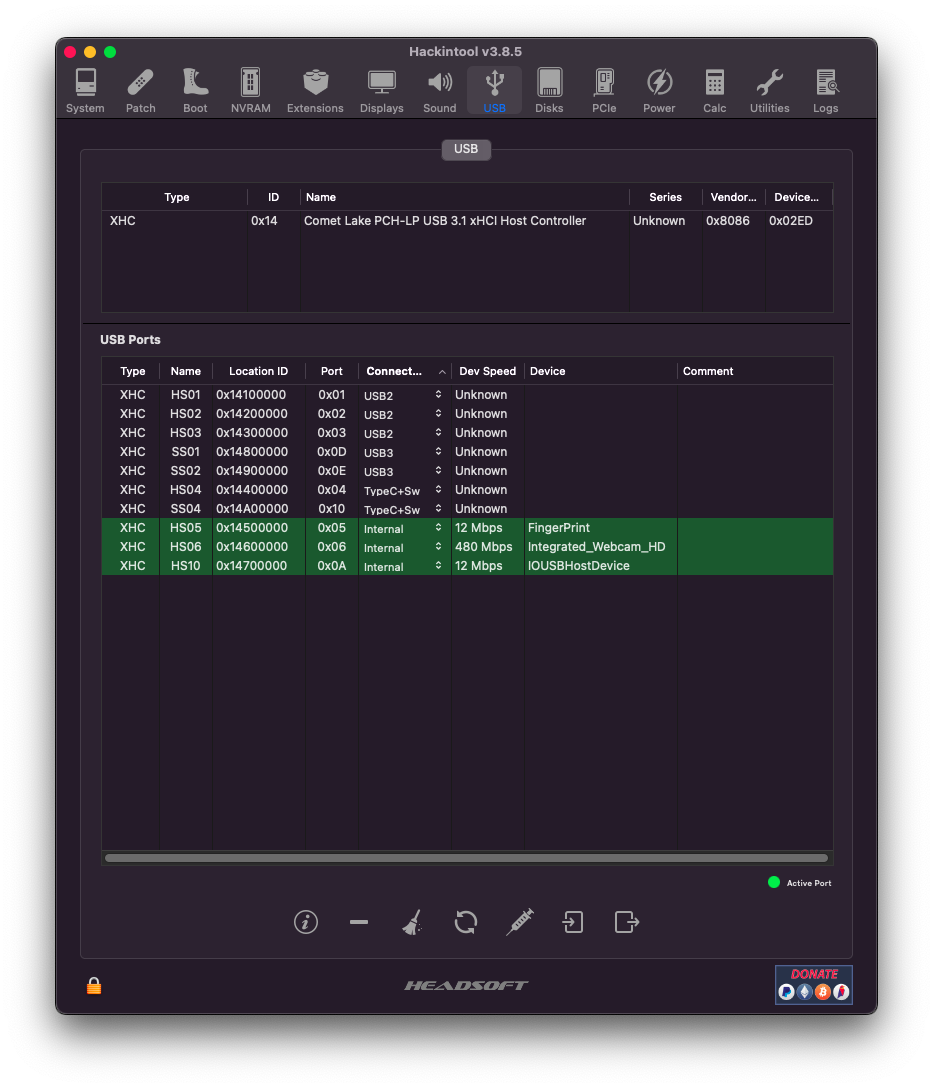 Hackintool v3.8.5
System Patch Boot NVRAM Extensions Displays Sound USB Disks PCIe Power Calc Utilities Logs
USB
Type ID Name Series Vendor... Device...
XHC 0x14 Comet Lake PCH-LP USB 3.1 xHCI Host Controller Unknown 0x8086 0x02ED
USB Ports
Type Name Location ID Port Connect... Dev Speed Device Comment
XHC HS01 0x14100000 0x01 USB2 Unknown
XHC HS02 0x14200000 0x02 USB2 Unknown
XHC HS03 0x14300000 0x03 USB2 Unknown
XHC SS01 0x14800000 0x0D USB3 Unknown
XHC SS02 0x14900000 0x0E USB3 Unknown
XHC HS04 0x14400000 0x04 TypeC+Sw Unknown
XHC SS04 0x14A00000 0x10 TypeC+Sw Unknown
XHC HS05 0x14500000 0x05 Internal 12 Mbps FingerPrint
XHC HS06 0x14600000 0x06 Internal 480 Mbps Integrated_Webcam_HD
XHC HS10 0x14700000 0x0A Internal 12 Mbps IOUSBHostDevice
Active Port
HEADSOFT
DONATE